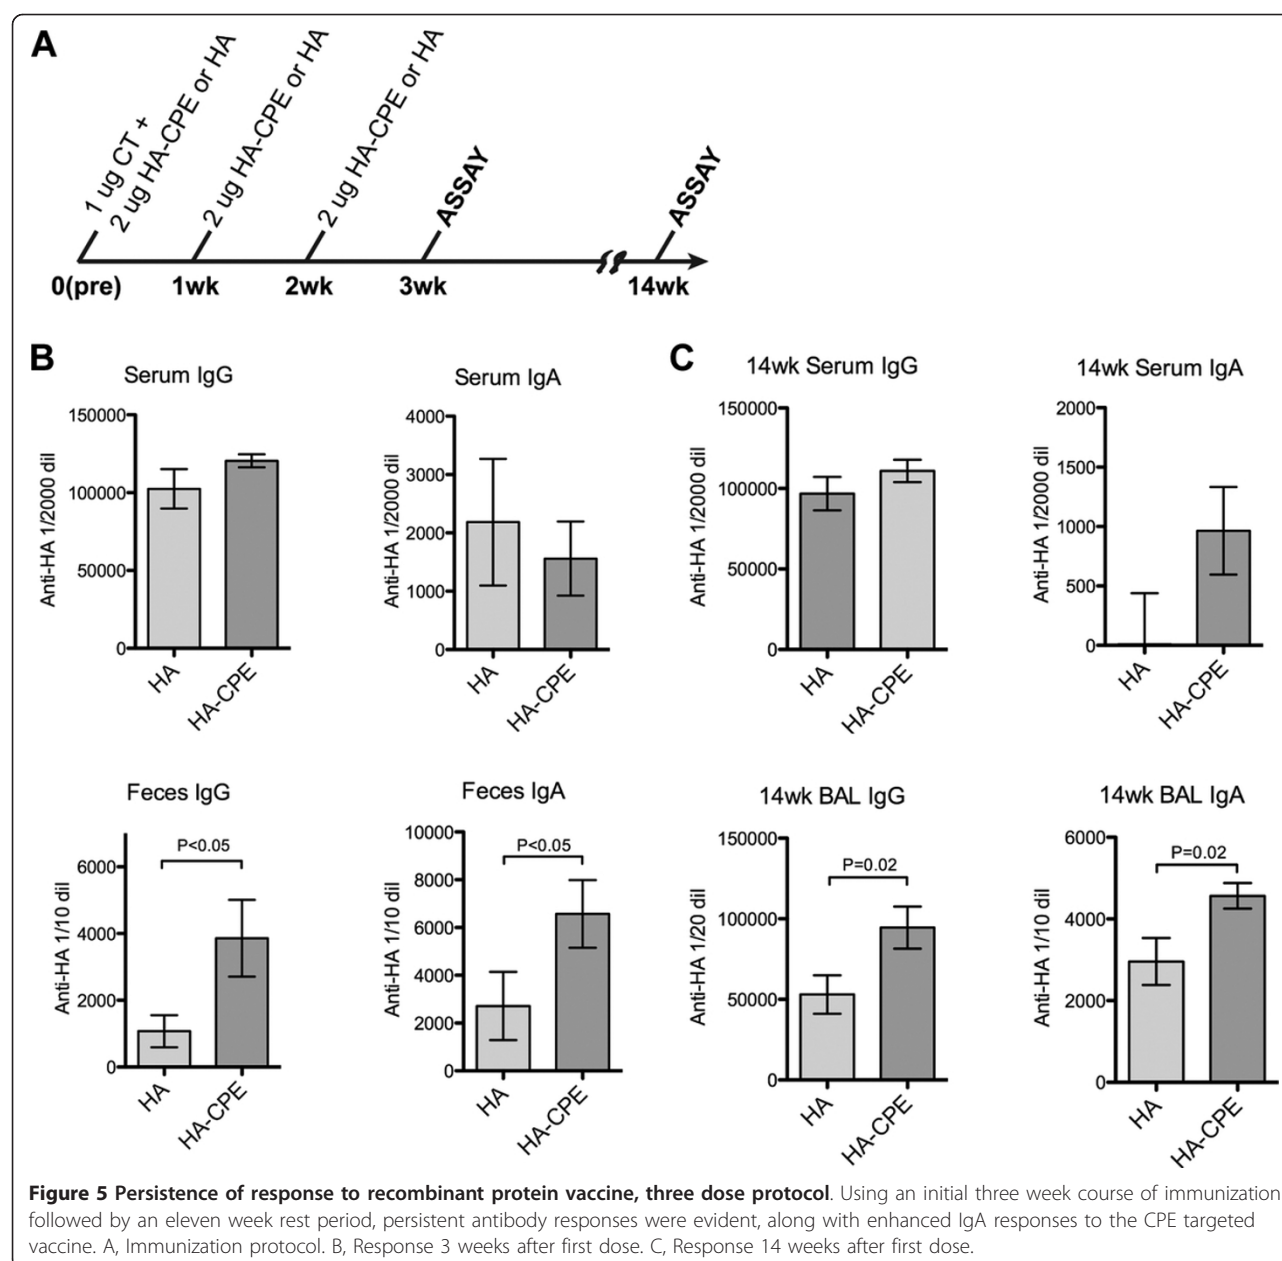 A
1 ug CT +
2 ug HA-CPE or HA
2 ug HA-CPE or HA
2 ug HA-CPE or HA
ASSAY
ASSAY
0(pre)
1wk
2wk
3wk
14wk
B
Serum IgG
Anti-HA 1/2000 dil
150000
100000
50000
0
HA
HA-CPE
Serum IgA
Anti-HA 1/2000 dil
4000
3000
2000
1000
0
HA
HA-CPE
C
14wk Serum IgG
Anti-HA 1/2000 dil
150000
100000
50000
0
HA
HA-CPE
14wk Serum IgA
Anti-HA 1/2000 dil
2000
1500
1000
500
0
HA
HA-CPE
Feces IgG
P<0.05
Anti-HA 1/10 dil
6000
4000
2000
0
HA
HA-CPE
Feces IgA
P<0.05
Anti-HA 1/10 dil
10000
8000
6000
4000
2000
0
HA
HA-CPE
14wk BAL IgG
P=0.02
Anti-HA 1/20 dil
150000
100000
50000
0
HA
HA-CPE
14wk BAL IgA
P=0.02
Anti-HA 1/10 dil
6000
4000
2000
0
HA
HA-CPE
Figure 5 Persistence of response to recombinant protein vaccine, three dose protocol. Using an initial three week course of immunization
followed by an eleven week rest period, persistent antibody responses were evident, along with enhanced IgA responses to the CPE targeted
vaccine. A, Immunization protocol. B, Response 3 weeks after first dose. C, Response 14 weeks after first dose.